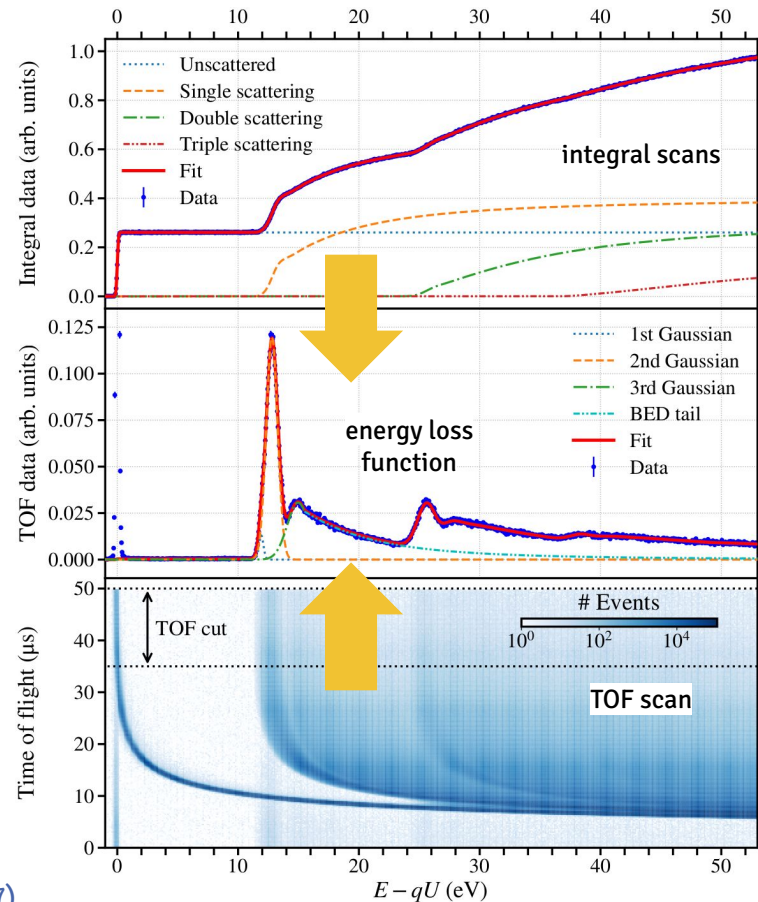 0 10 20 30 40 50
Integral data (arb. units)
1.0
0.8
0.6
0.4
0.2
0.0
Unscattered
Single scattering
Double scattering
Triple scattering
Fit
Data
integral scans
TOF data (arb. units)
0.125
0.100
0.075
0.050
0.025
0.000
1st Gaussian
2nd Gaussian
3rd Gaussian
BED tail
Fit
Data
energy loss
function
Time of flight (μs)
50
40
30
20
10
0
TOF cut
# Events
10⁰ 10² 10⁴
TOF scan
0 10 20 30 40 50
E − qU (eV)
7)